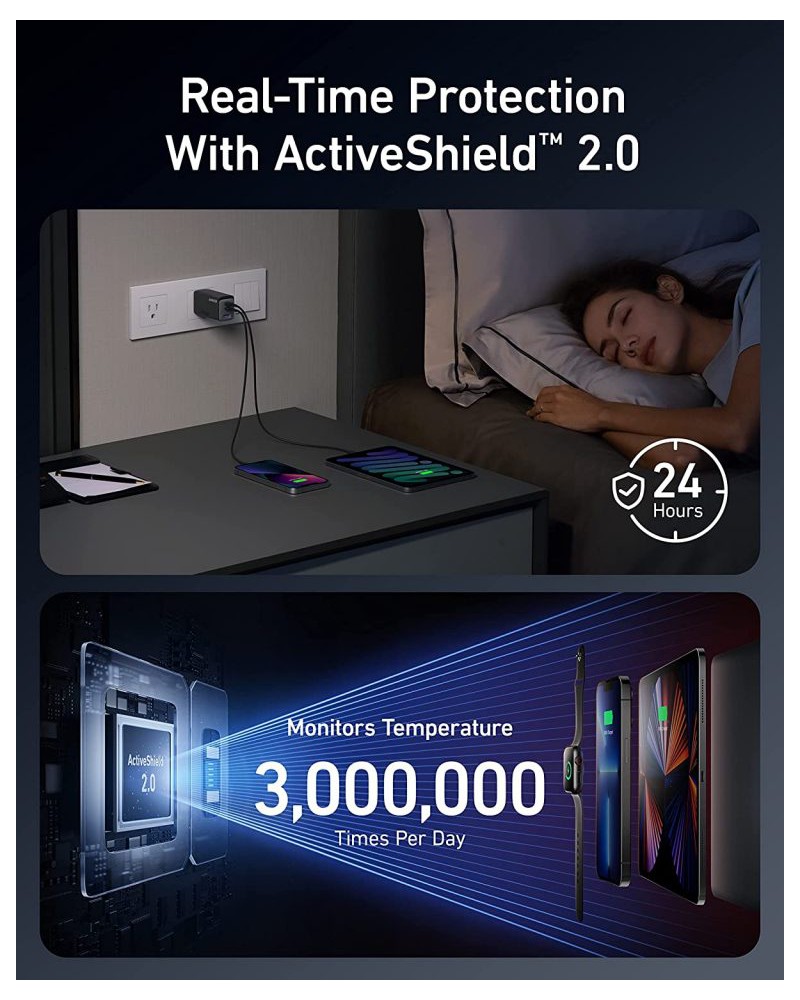 Real-Time Protection
With ActiveShield™ 2.0
24
Hours
Monitors Temperature
3,000,000
Times Per Day
ActiveShield
2.0